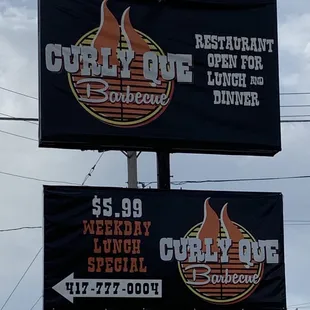 CURLY QUE
Barbecue
RESTAURANT
OPEN FOR
LUNCH AND
DINNER
$5.99
WEEKDAY
LUNCH
SPECIAL
417-777-0004
CURLY QUE
Barbecue